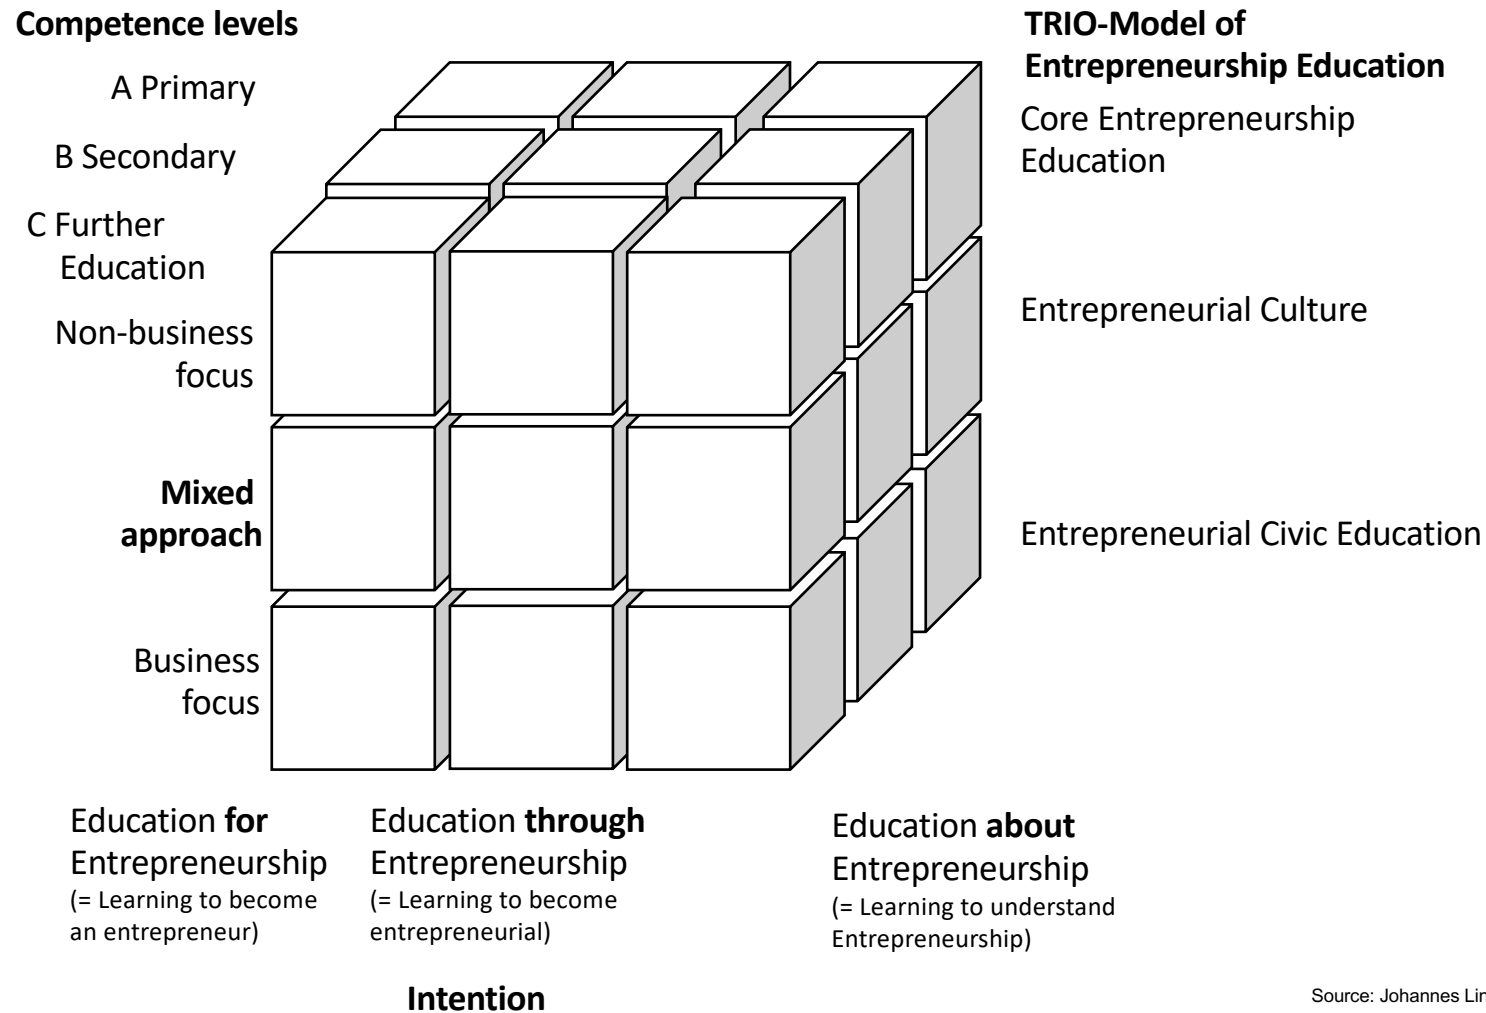 Competence levels
A Primary
B Secondary
C Further
Education
Non-business
focus
Mixed
approach
Business
focus
TRIO-Model of
Entrepreneurship Education
Core Entrepreneurship
Education
Entrepreneurial Culture
Entrepreneurial Civic Education
Education for
Entrepreneurship
(= Learning to become
an entrepreneur)
Education through
Entrepreneurship
(= Learning to become
entrepreneurial)
Education about
Entrepreneurship
(= Learning to understand
Entrepreneurship)
Intention
Source: Johannes